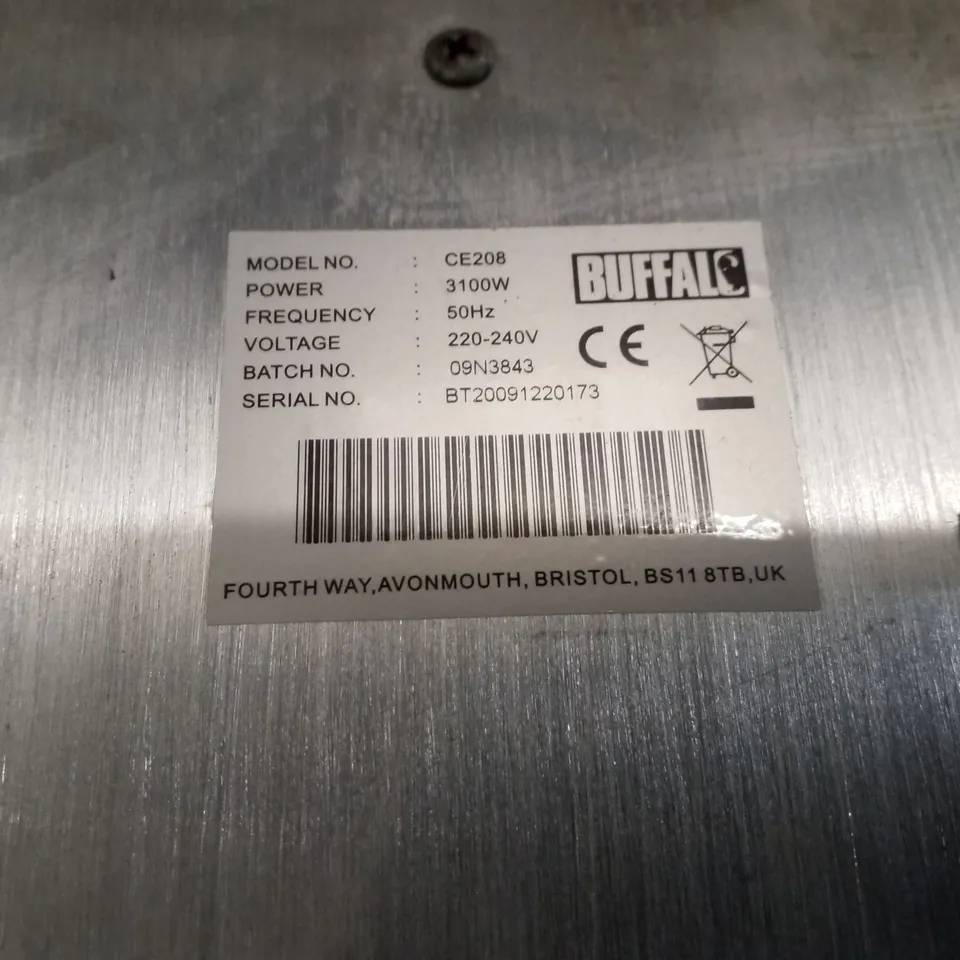 MODEL NO. : CE208
POWER : 3100W
FREQUENCY : 50Hz
VOLTAGE : 220-240V
BATCH NO. : 09N3843
SERIAL NO. : BT20091220173
BUFFALO
CE
FOURTH WAY,AVONMOUTH, BRISTOL, BS11 8TB,UK